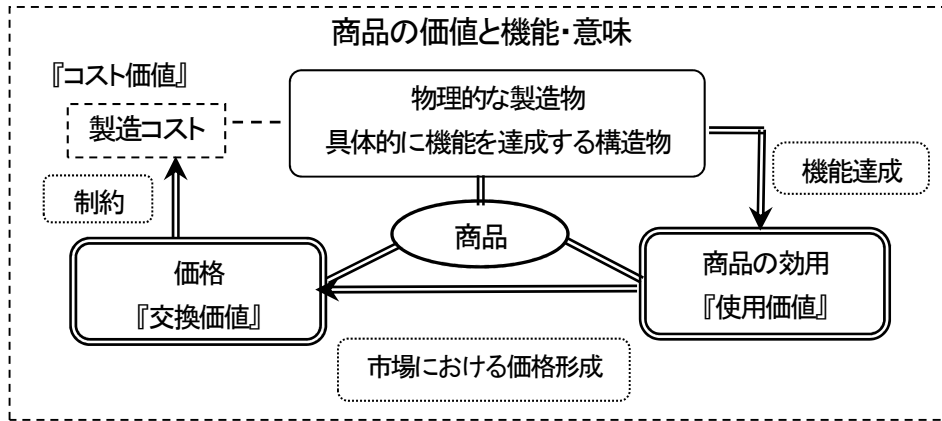 商品の価値と機能・意味
『コスト価値』
製造コスト
物理的な製造物
具体的に機能を達成する構造物
機能達成
制約
商品
価格
『交換価値』
商品の効用
『使用価値』
市場における価格形成